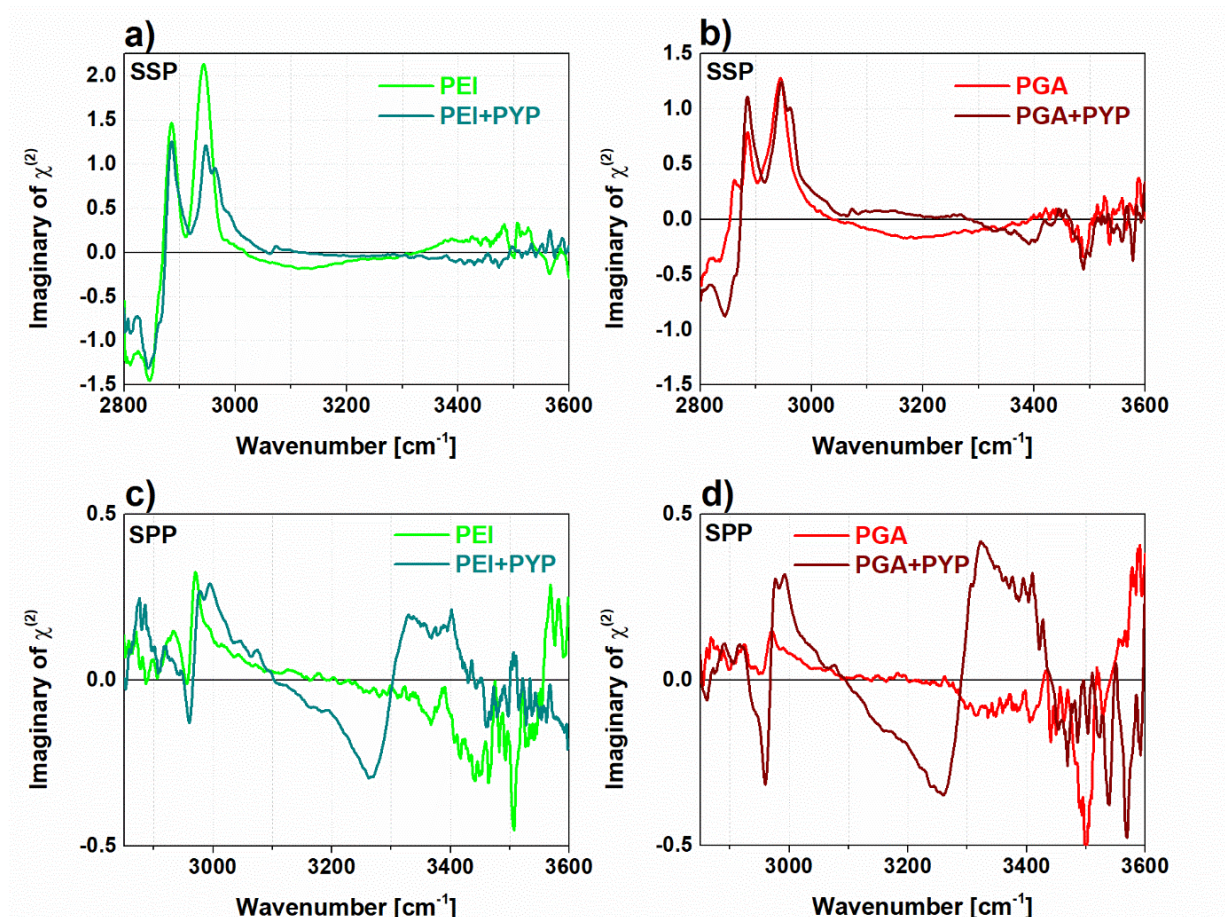 a)
SSP
PEI
PEI+PYP
2.0
1.5
1.0
0.5
0.0
-0.5
-1.0
-1.5
Imaginary of χ(2)
2800 3000 3200 3400 3600
Wavenumber [cm-1]
b)
SSP
PGA
PGA+PYP
1.5
1.0
0.5
0.0
-0.5
-1.0
-1.5
Imaginary of χ(2)
2800 3000 3200 3400 3600
Wavenumber [cm-1]
c)
SPP
PEI
PEI+PYP
0.5
0.0
-0.5
Imaginary of χ(2)
3000 3200 3400 3600
Wavenumber [cm-1]
d)
SPP
PGA
PGA+PYP
0.5
0.0
-0.5
Imaginary of χ(2)
3000 3200 3400 3600
Wavenumber [cm-1]